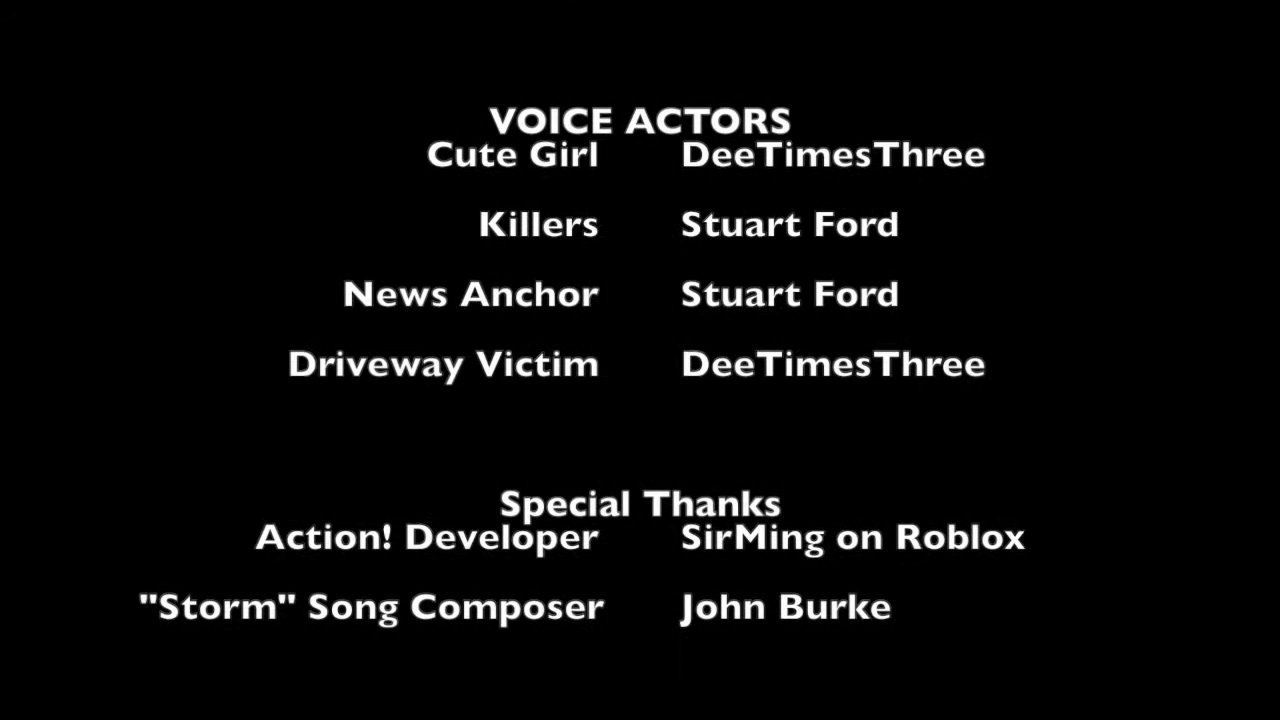 VOICE ACTORS
Cute Girl DeeTimesThree
Killers Stuart Ford
News Anchor Stuart Ford
Driveway Victim DeeTimesThree
Special Thanks
Action! Developer SirMing on Roblox
"Storm" Song Composer John Burke